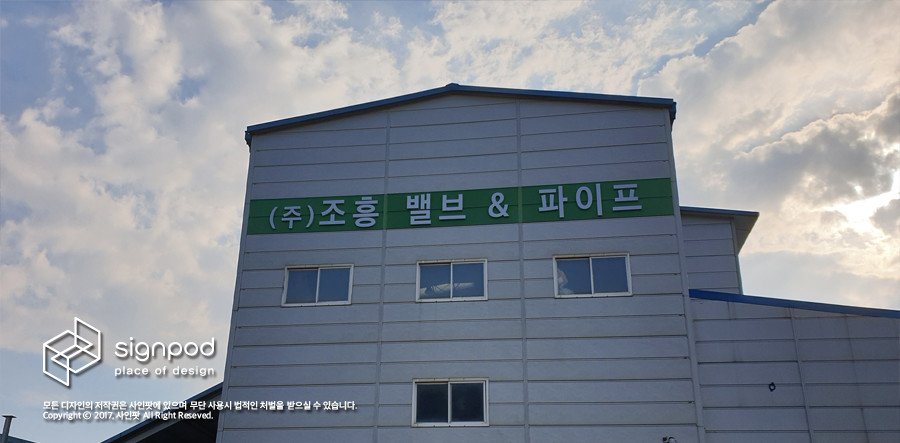 (주)조흥 밸브 & 파이프
signpod
place of design
모든 디자인의 저작권은 사인팟에 있으며 무단 사용시 법적인 처벌을 받으실 수 있습니다.
Copyright © 2017. 사인팟 All Right Reseved.